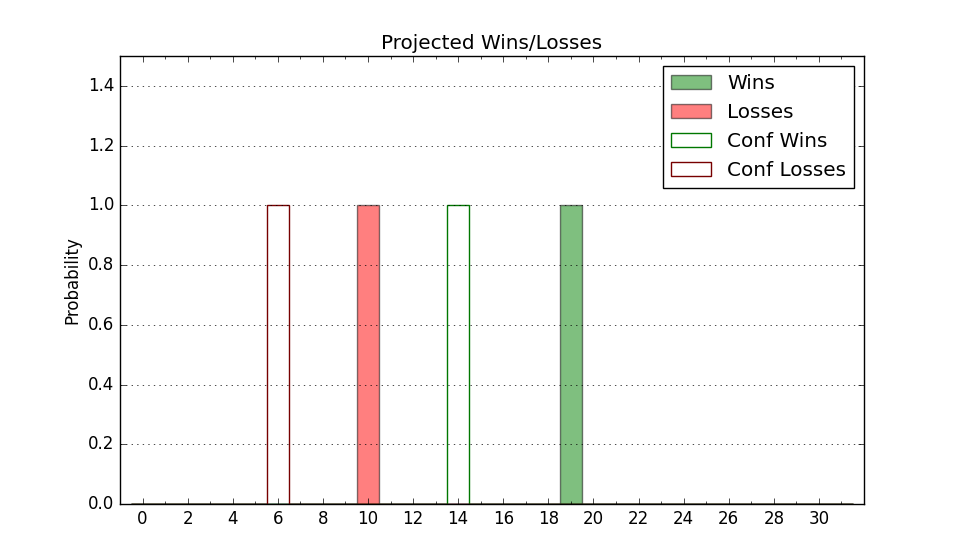 Projected Wins/Losses
Probability
1.4
1.2
1.0
0.8
0.6
0.4
0.2
0.0
0 2 4 6 8 10 12 14 16 18 20 22 24 26 28 30
Wins
Losses
Conf Wins
Conf Losses